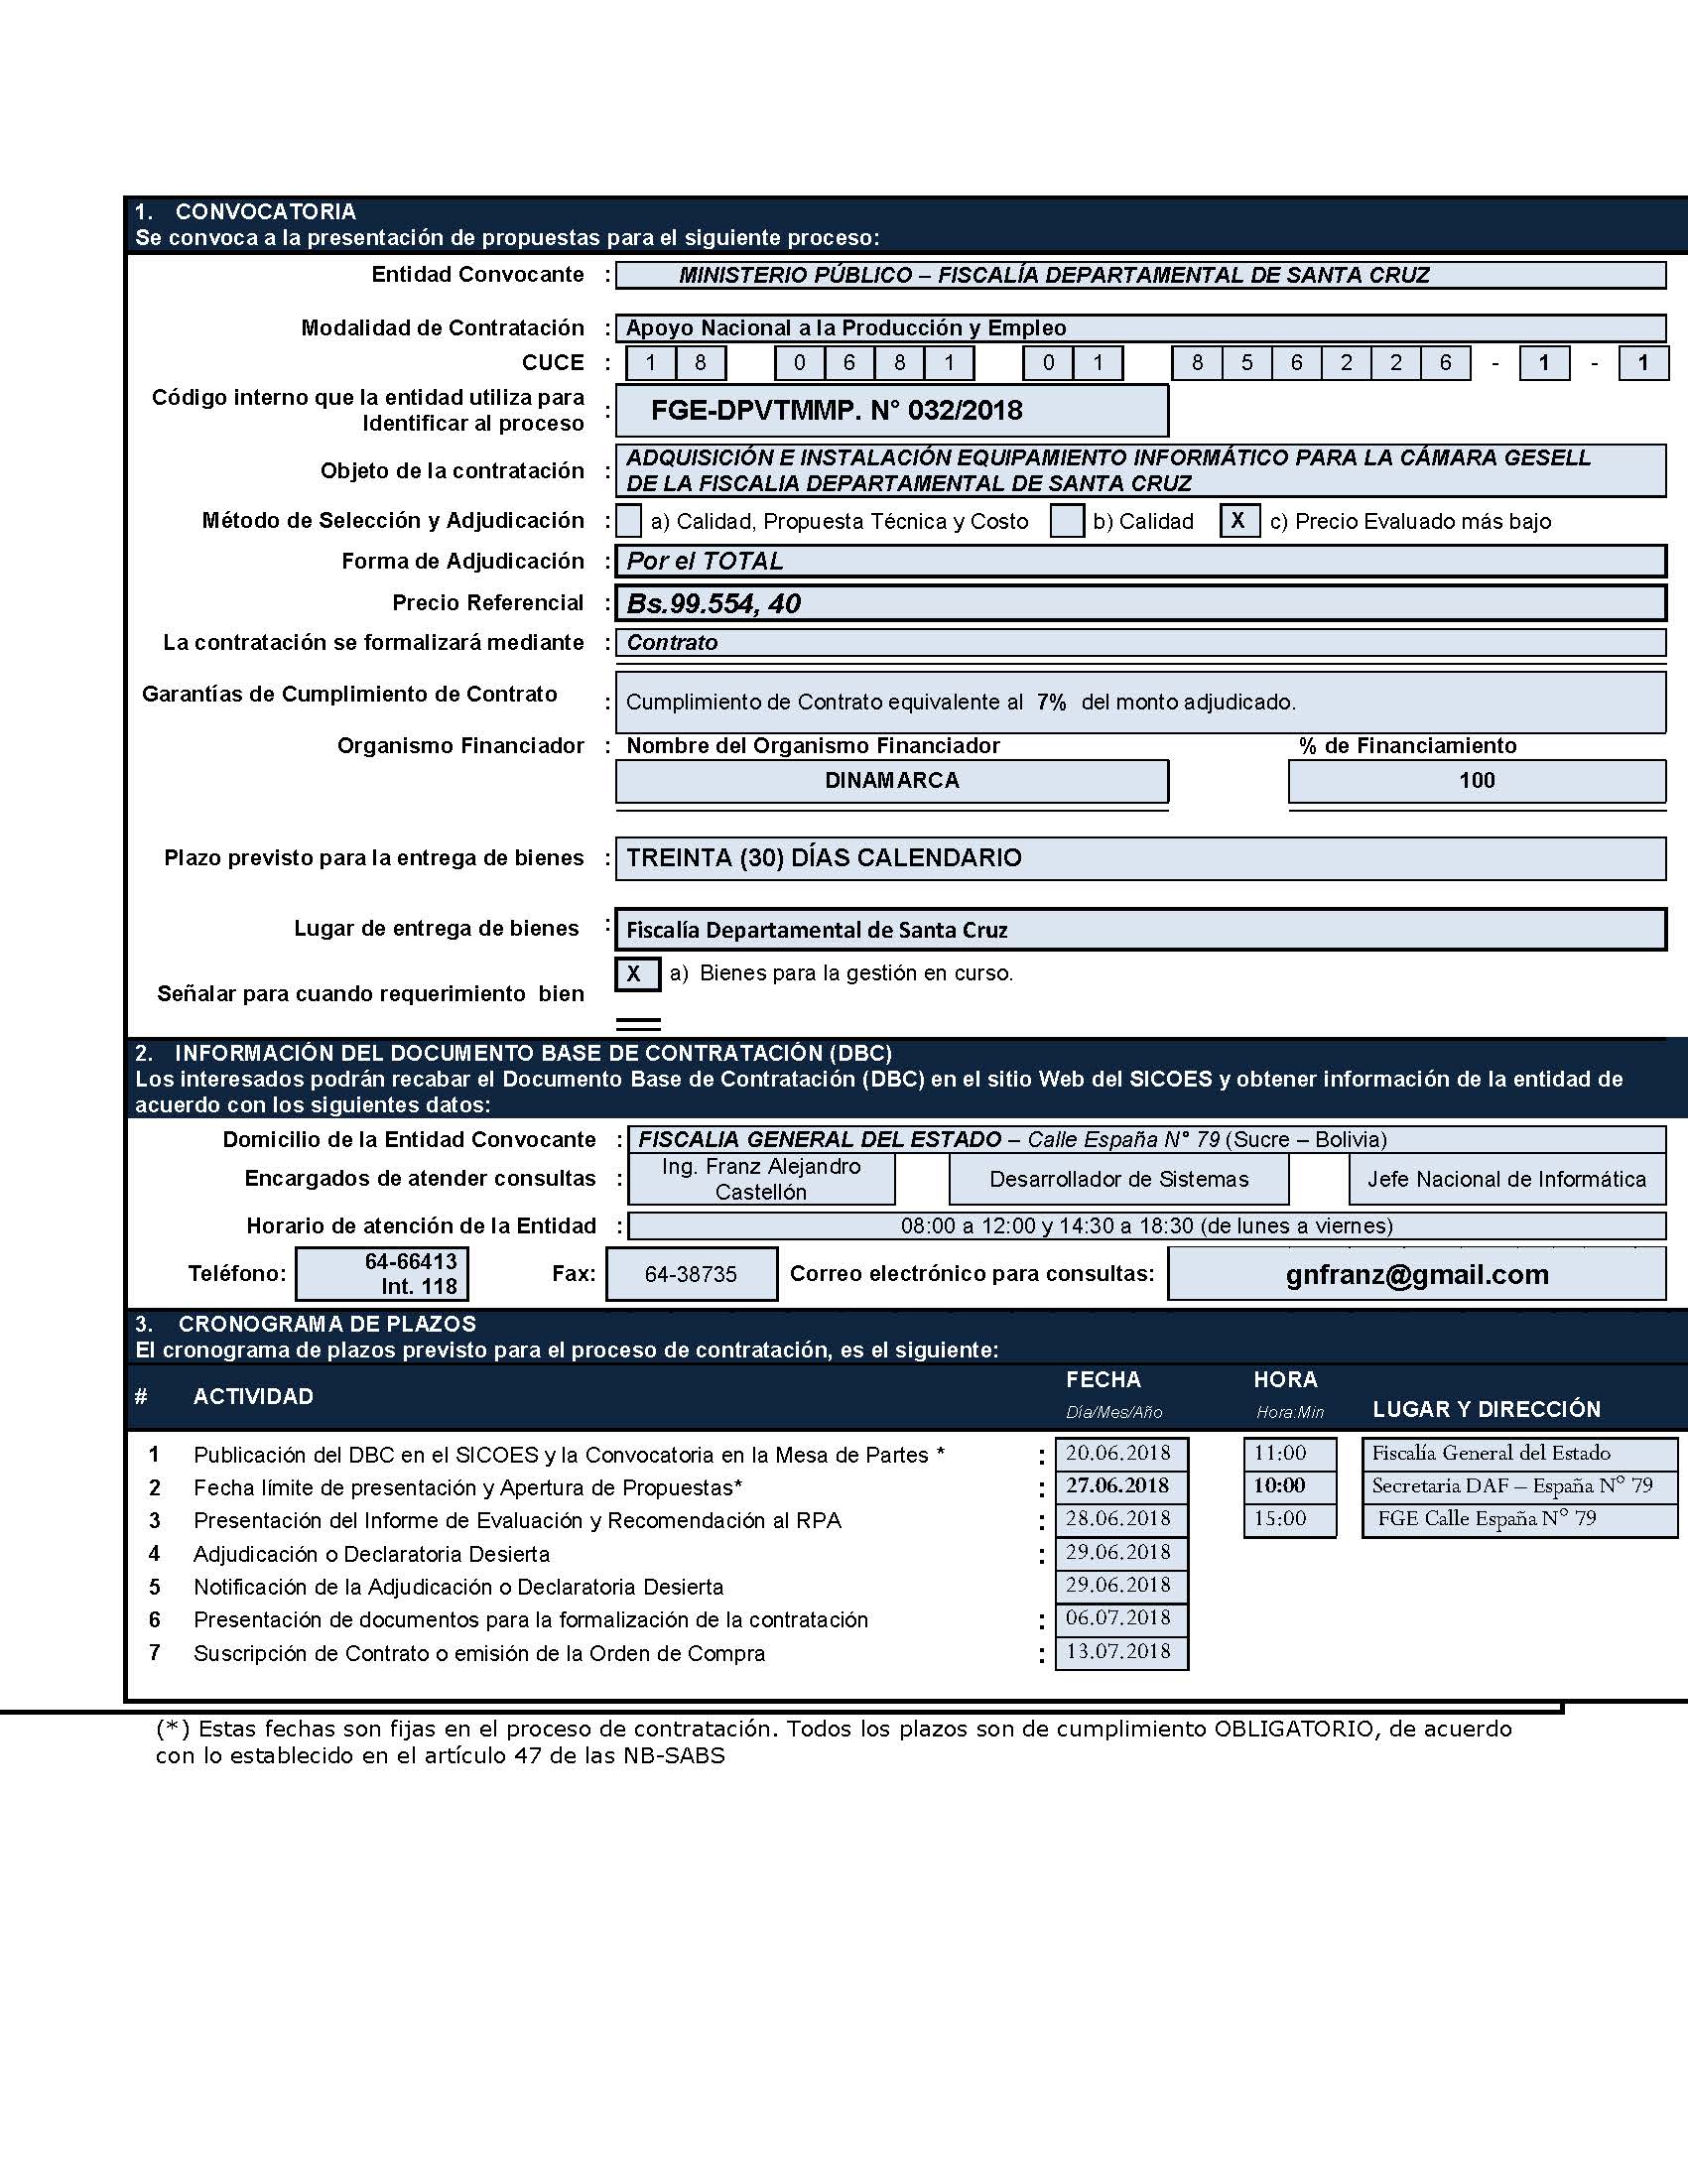 1. CONVOCATORIA
Se convoca a la presentación de propuestas para el siguiente proceso:
Entidad Convocante : MINISTERIO PÚBLICO – FISCALÍA DEPARTAMENTAL DE SANTA CRUZ
Modalidad de Contratación : Apoyo Nacional a la Producción y Empleo
CUCE : 1 8 0 6 8 1 0 1 8 5 6 2 2 6 - 1 - 1
Código interno que la entidad utiliza para
Identificar al proceso : FGE-DPVTMMP. N° 032/2018
Objeto de la contratación : ADQUISICIÓN E INSTALACIÓN EQUIPAMIENTO INFORMÁTICO PARA LA CÁMARA GESELL
DE LA FISCALIA DEPARTAMENTAL DE SANTA CRUZ
Método de Selección y Adjudicación : a) Calidad, Propuesta Técnica y Costo b) Calidad X c) Precio Evaluado más bajo
Forma de Adjudicación : Por el TOTAL
Precio Referencial : Bs.99.554, 40
La contratación se formalizará mediante : Contrato
Garantías de Cumplimiento de Contrato : Cumplimiento de Contrato equivalente al 7% del monto adjudicado.
Organismo Financiador : Nombre del Organismo Financiador % de Financiamiento
DINAMARCA 100
Plazo previsto para la entrega de bienes : TREINTA (30) DÍAS CALENDARIO
Lugar de entrega de bienes : Fiscalía Departamental de Santa Cruz
X a) Bienes para la gestión en curso.
Señalar para cuando requerimiento bien
2. INFORMACIÓN DEL DOCUMENTO BASE DE CONTRATACIÓN (DBC)
Los interesados podrán recabar el Documento Base de Contratación (DBC) en el sitio Web del SICOES y obtener información de la entidad de
acuerdo con los siguientes datos:
Domicilio de la Entidad Convocante : FISCALIA GENERAL DEL ESTADO – Calle España N° 79 (Sucre – Bolivia)
Encargados de atender consultas : Ing. Franz Alejandro
Castellón Desarrollador de Sistemas Jefe Nacional de Informática
Horario de atención de la Entidad : 08:00 a 12:00 y 14:30 a 18:30 (de lunes a viernes)
Teléfono: 64-66413
Int. 118 Fax: 64-38735 Correo electrónico para consultas: gnfranz@gmail.com
3. CRONOGRAMA DE PLAZOS
El cronograma de plazos previsto para el proceso de contratación, es el siguiente:
# ACTIVIDAD FECHA HORA
Día/Mes/Año Hora:Min LUGAR Y DIRECCIÓN
1 Publicación del DBC en el SICOES y la Convocatoria en la Mesa de Partes * : 20.06.2018 11:00 Fiscalía General del Estado
2 Fecha límite de presentación y Apertura de Propuestas* : 27.06.2018 10:00 Secretaria DAF – España N° 79
3 Presentación del Informe de Evaluación y Recomendación al RPA : 28.06.2018 15:00 FGE Calle España N° 79
4 Adjudicación o Declaratoria Desierta : 29.06.2018
5 Notificación de la Adjudicación o Declaratoria Desierta 29.06.2018
6 Presentación de documentos para la formalización de la contratación : 06.07.2018
7 Suscripción de Contrato o emisión de la Orden de Compra : 13.07.2018
(*) Estas fechas son fijas en el proceso de contratación. Todos los plazos son de cumplimiento OBLIGATORIO, de acuerdo
con lo establecido en el artículo 47 de las NB-SABS